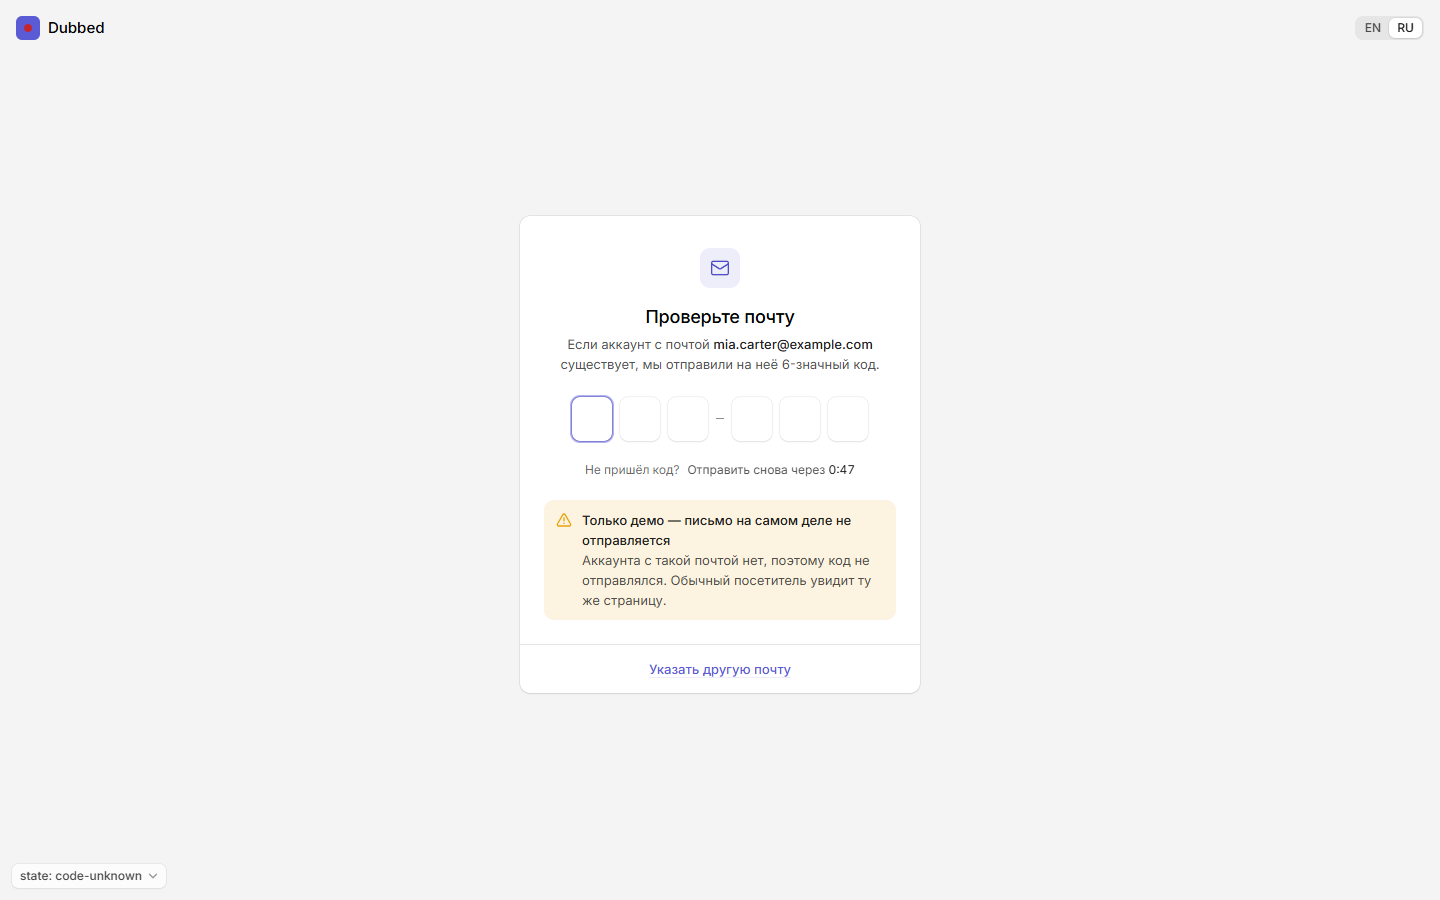 Dubbed
EN RU
Проверьте почту
Если аккаунт с почтой mia.carter@example.com
существует, мы отправили на неё 6-значный код.
–
Не пришёл код? Отправить снова через 0:47
Только демо — письмо на самом деле не
отправляется
Аккаунта с такой почтой нет, поэтому код не
отправлялся. Обычный посетитель увидит ту
же страницу.
Указать другую почту
state: code-unknown